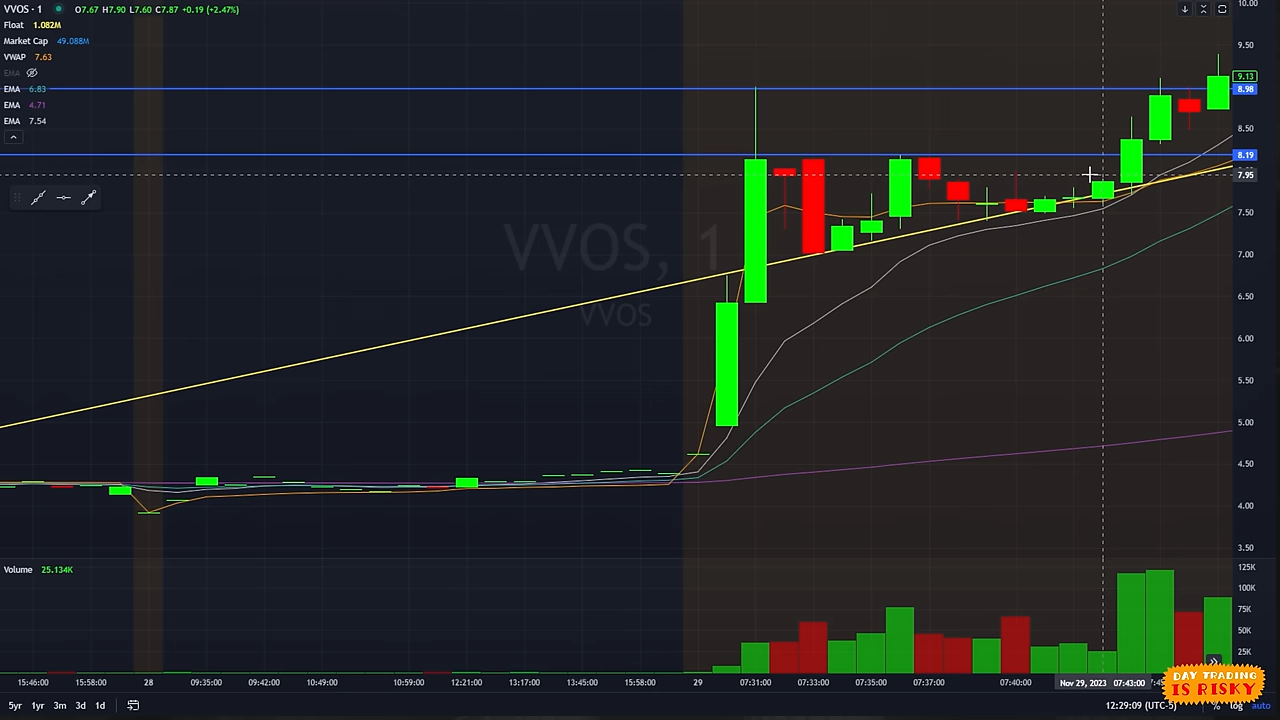 VVOS · 1 O7.67 H7.90 L7.60 C7.87 +0.19 (+2.47%)
Float 1.082M
Market Cap 49.088M
VWAP 7.63
EMA
EMA 6.83
EMA 4.71
EMA 7.54
10.00
9.50
9.13
8.98
8.50
8.19
7.95
7.50
7.00
6.50
6.00
5.50
5.00
4.50
4.00
3.50
VVOS, 1
VVOS
Volume 25.134K
125K
100K
75K
50K
25K
15:46:00 15:58:00 28 09:35:00 09:42:00 10:49:00 10:59:00 12:21:00 13:17:00 13:45:00 15:58:00 29 07:31:00 07:33:00 07:35:00 07:37:00 07:40:00 Nov 29, 2023 07:43:00
DAY TRADING
IS RISKY
5yr 1yr 3m 3d 1d 12:29:09 (UTC-5) % log auto